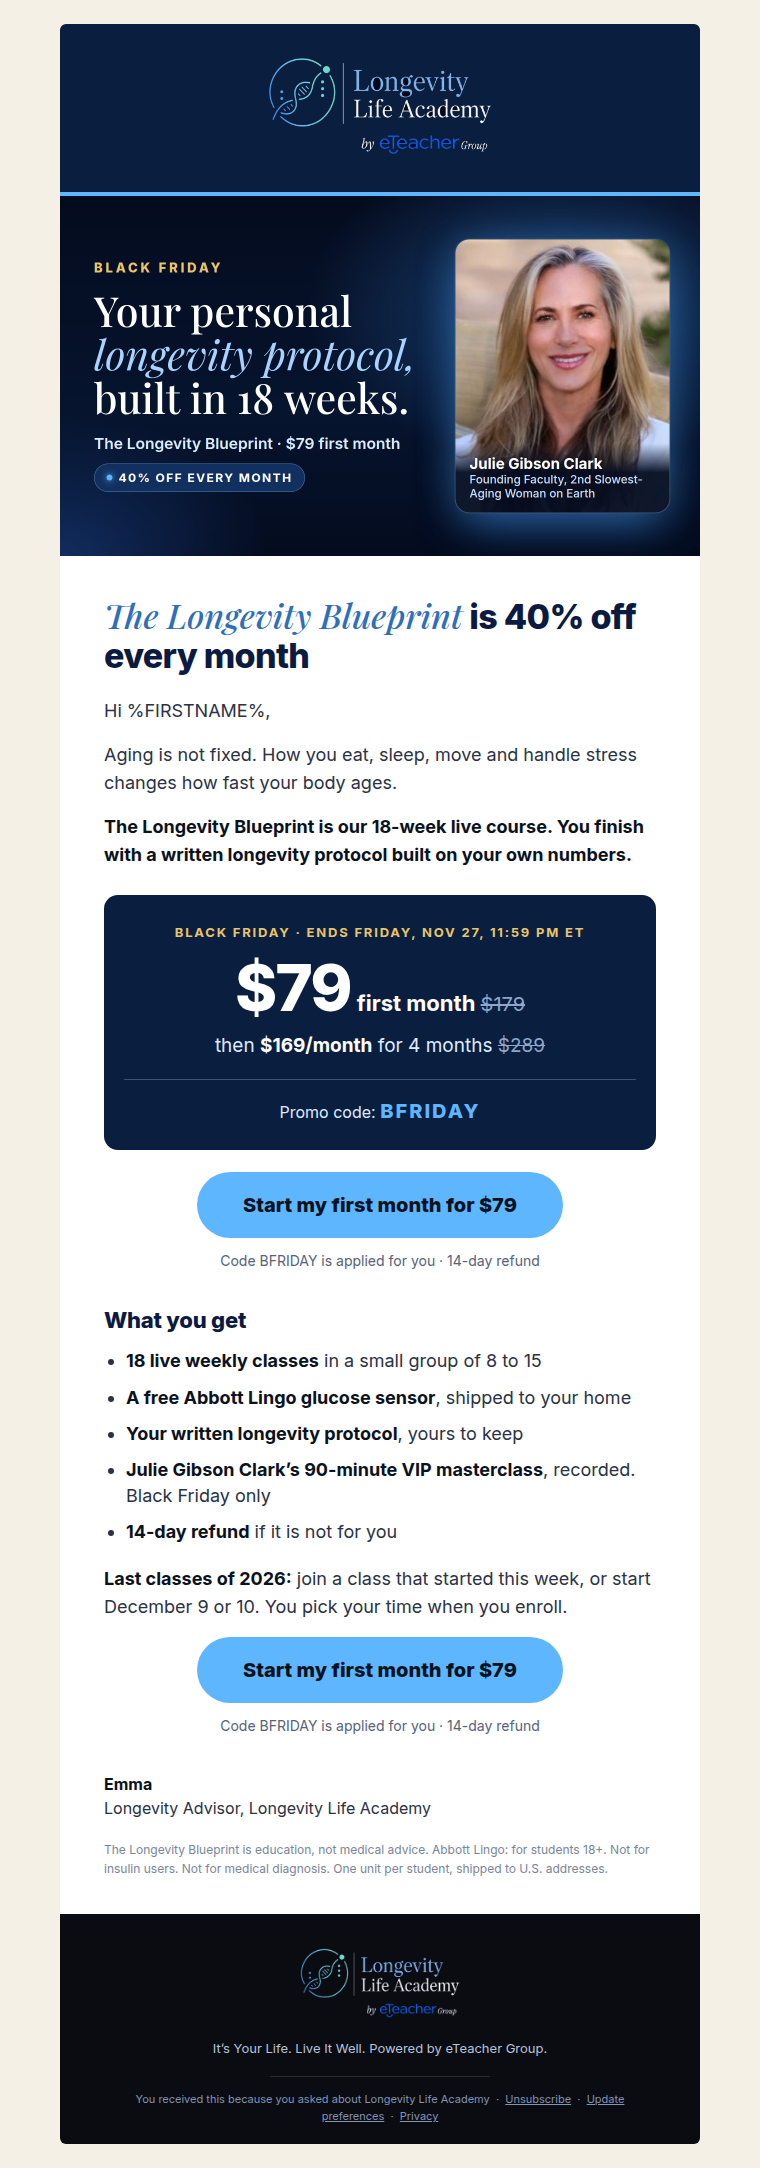 Longevity
Life Academy
by eTeacher Group
BLACK FRIDAY
Your personal
longevity protocol,
built in 18 weeks.
The Longevity Blueprint · $79 first month
40% OFF EVERY MONTH
Julie Gibson Clark
Founding Faculty, 2nd Slowest-
Aging Woman on Earth
The Longevity Blueprint is 40% off
every month
Hi %FIRSTNAME%,
Aging is not fixed. How you eat, sleep, move and handle stress
changes how fast your body ages.
The Longevity Blueprint is our 18-week live course. You finish
with a written longevity protocol built on your own numbers.
BLACK FRIDAY · ENDS FRIDAY, NOV 27, 11:59 PM ET
$79 first month $179
then $169/month for 4 months $289
Promo code: BFRIDAY
Start my first month for $79
Code BFRIDAY is applied for you · 14-day refund
What you get
• 18 live weekly classes in a small group of 8 to 15
• A free Abbott Lingo glucose sensor, shipped to your home
• Your written longevity protocol, yours to keep
• Julie Gibson Clark’s 90-minute VIP masterclass, recorded.
Black Friday only
• 14-day refund if it is not for you
Last classes of 2026: join a class that started this week, or start
December 9 or 10. You pick your time when you enroll.
Start my first month for $79
Code BFRIDAY is applied for you · 14-day refund
Emma
Longevity Advisor, Longevity Life Academy
The Longevity Blueprint is education, not medical advice. Abbott Lingo: for students 18+. Not for
insulin users. Not for medical diagnosis. One unit per student, shipped to U.S. addresses.
Longevity
Life Academy
by eTeacher Group
It’s Your Life. Live It Well. Powered by eTeacher Group.
You received this because you asked about Longevity Life Academy · Unsubscribe · Update
preferences · Privacy